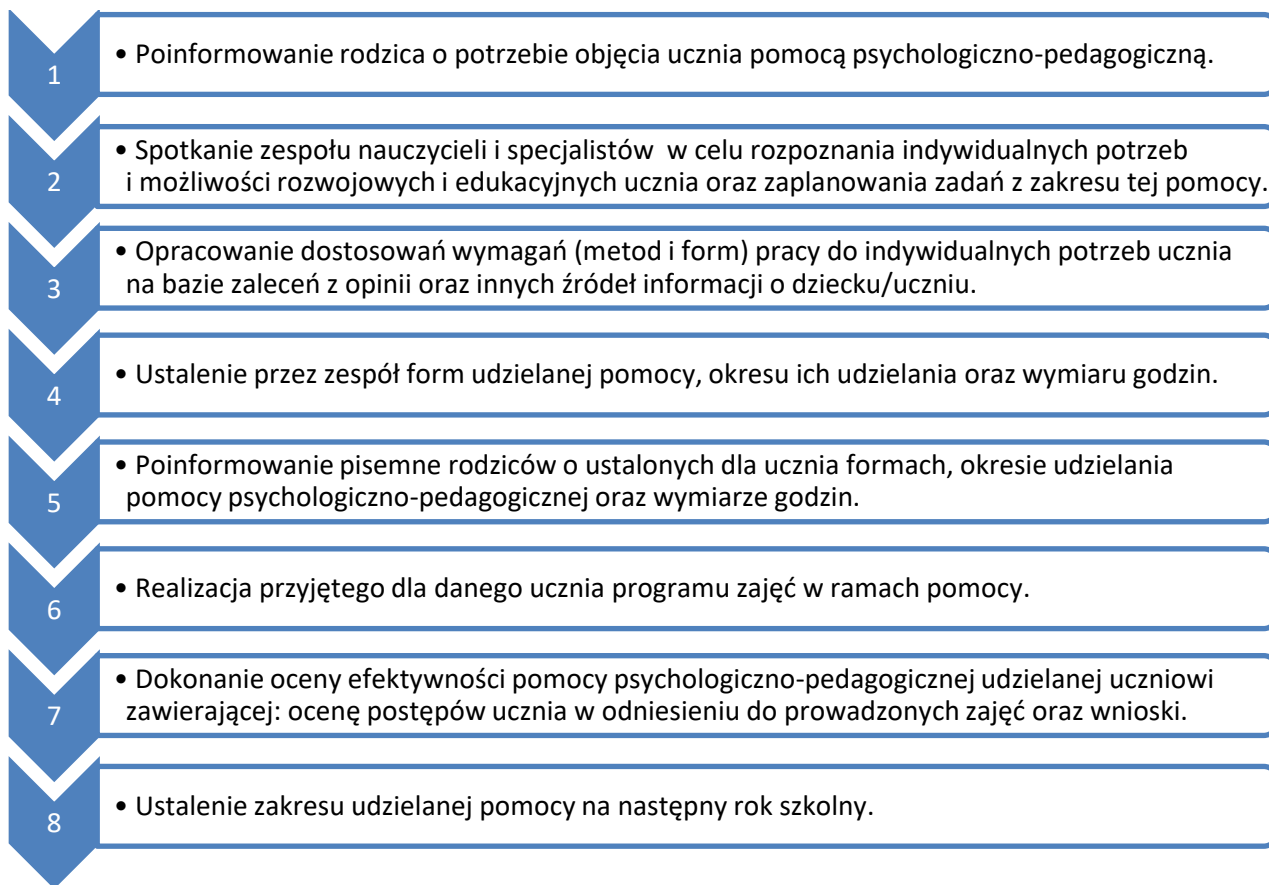 1
• Poinformowanie rodzica o potrzebie objęcia ucznia pomocą psychologiczno-pedagogiczną.
2
• Spotkanie zespołu nauczycieli i specjalistów w celu rozpoznania indywidualnych potrzeb
i możliwości rozwojowych i edukacyjnych ucznia oraz zaplanowania zadań z zakresu tej pomocy.
3
• Opracowanie dostosowań wymagań (metod i form) pracy do indywidualnych potrzeb ucznia
na bazie zaleceń z opinii oraz innych źródeł informacji o dziecku/uczniu.
4
• Ustalenie przez zespół form udzielanej pomocy, okresu ich udzielania oraz wymiaru godzin.
5
• Poinformowanie pisemne rodziców o ustalonych dla ucznia formach, okresie udzielania
pomocy psychologiczno-pedagogicznej oraz wymiarze godzin.
6
• Realizacja przyjętego dla danego ucznia programu zajęć w ramach pomocy.
7
• Dokonanie oceny efektywności pomocy psychologiczno-pedagogicznej udzielanej uczniowi
zawierającej: ocenę postępów ucznia w odniesieniu do prowadzonych zajęć oraz wnioski.
8
• Ustalenie zakresu udzielanej pomocy na następny rok szkolny.